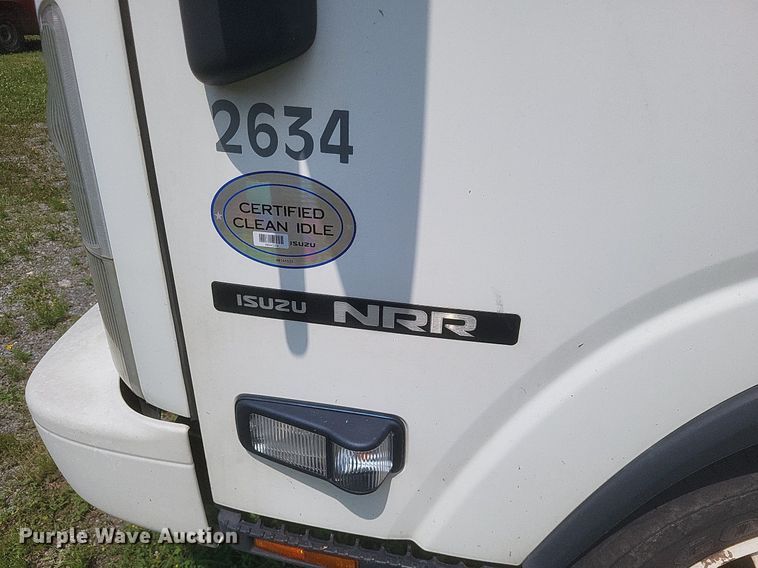 2634
CERTIFIED
CLEAN IDLE
ISUZU
ISUZU NRR
Purple Wave Auction